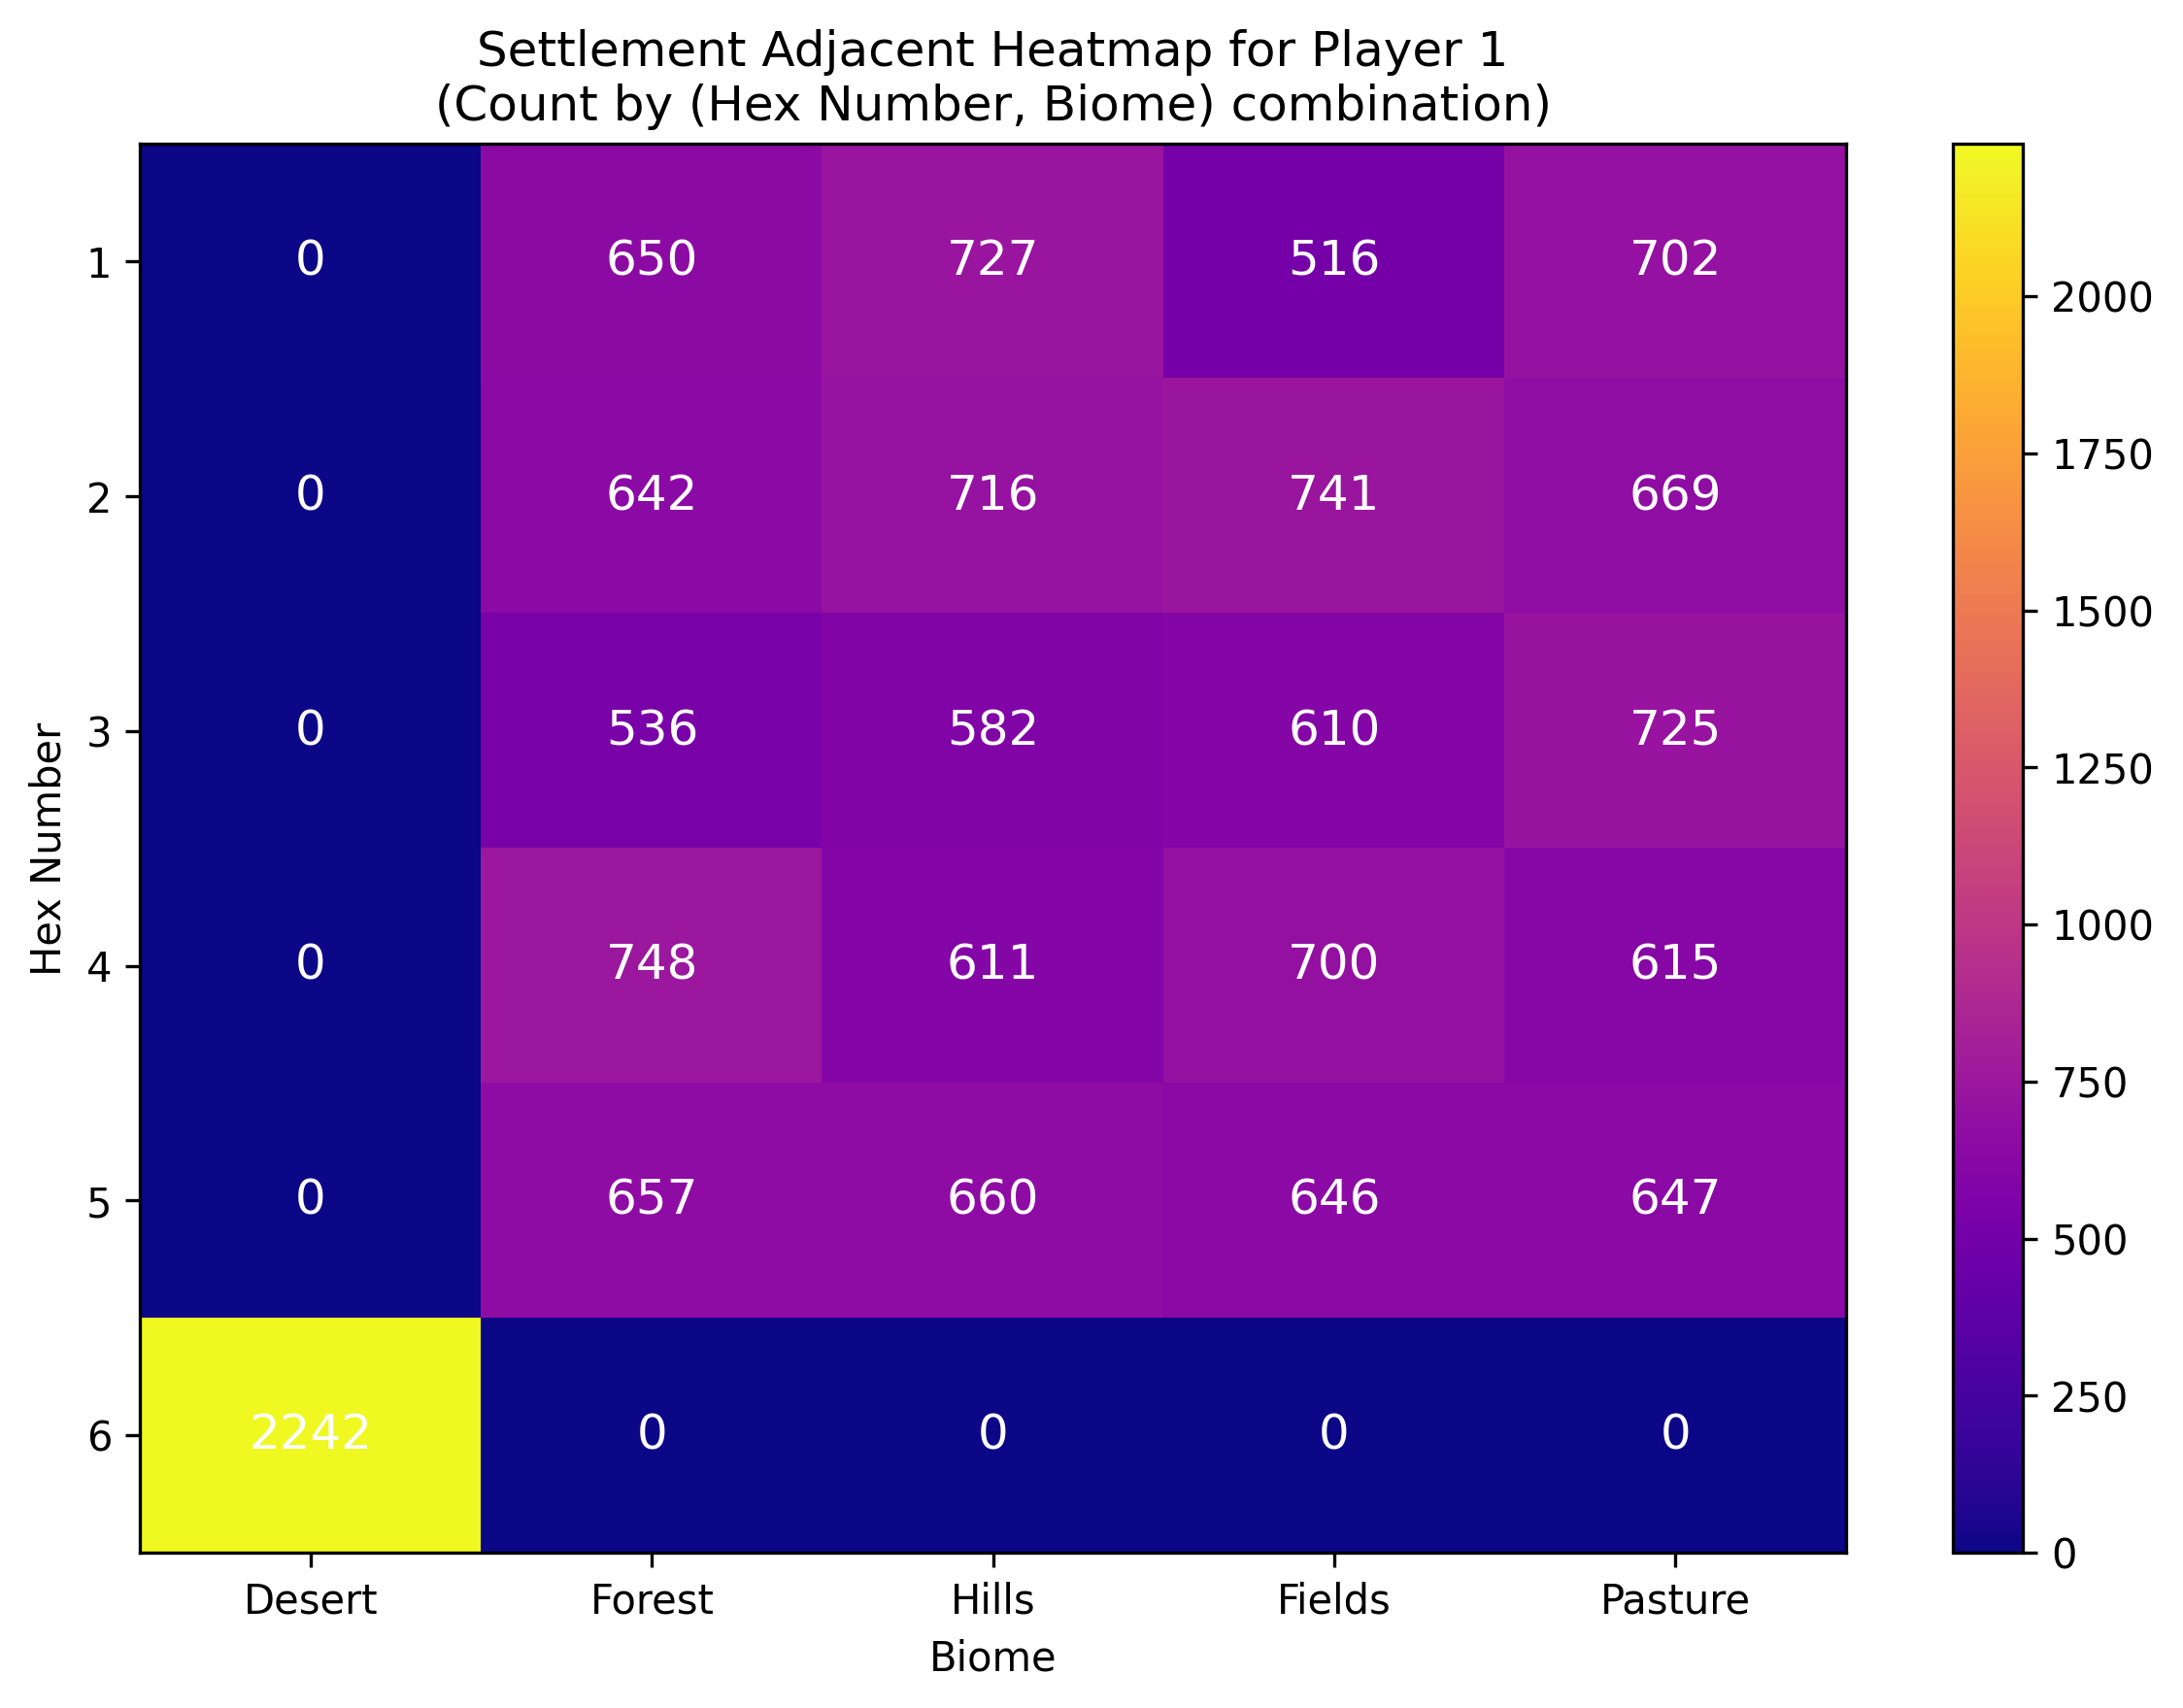 Settlement Adjacent Heatmap for Player 1
(Count by (Hex Number, Biome) combination)
1 0 650 727 516 702
2 0 642 716 741 669
3 0 536 582 610 725
4 0 748 611 700 615
5 0 657 660 646 647
6 2242 0 0 0 0
Hex Number
Desert Forest Hills Fields Pasture
Biome
2000
1750
1500
1250
1000
750
500
250
0